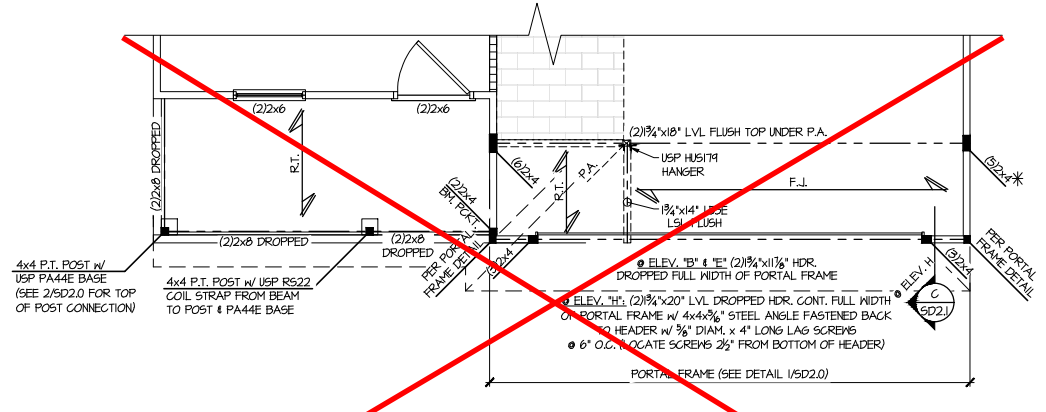 (2)2x6
(2)2x6
(2)2x8 DROPPED
R.T.
(2)2x8 DROPPED
(2)2x8
DROPPED
4x4 P.T. POST W/
USP PA44E BASE
(SEE 2/SD2.0 FOR TOP
OF POST CONNECTION)
4x4 P.T. POST W/ USP RS22
COIL STRAP FROM BEAM
TO POST & PA44E BASE
(2)2x4
BM. PCKT.
PER PORTAL
FRAME DETAIL
(6)2x4
R.T.
P.A.
(2)1¾"x18" LVL FLUSH TOP UNDER P.A.
USP HUS179
HANGER
F.J.
1¾"x14"
LSL FLUSH
(5)2x4*
(3)2x4
(3)2x4
PER PORTAL
FRAME DETAIL
@ ELEV. "B" & "E" (2)1¾"x11⅞" HDR.
DROPPED FULL WIDTH OF PORTAL FRAME
@ ELEV. "H": (2)1¾"x20" LVL DROPPED HDR. CONT. FULL WIDTH
OF PORTAL FRAME W/ 4x4x5/16" STEEL ANGLE FASTENED BACK
TO HEADER W/ ⅝" DIAM. x 4" LONG LAG SCREWS
@ 6" O.C. (LOCATE SCREWS 2½" FROM BOTTOM OF HEADER)
@ ELEV. H
C
SD2.1
PORTAL FRAME (SEE DETAIL 1/SD2.0)